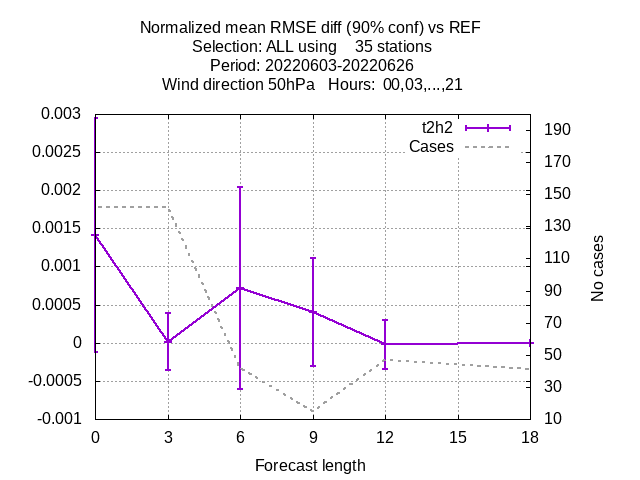 Normalized mean RMSE diff (90% conf) vs REF
Selection: ALL using    35 stations
Period: 20220603-20220626
Wind direction 50hPa   Hours:  00,03,...,21
0.003
0.0025
0.002
0.0015
0.001
0.0005
0
-0.0005
-0.001
t2h2
Cases
190
170
150
130
110
90
70
50
30
10
No cases
0 3 6 9 12 15 18
Forecast length